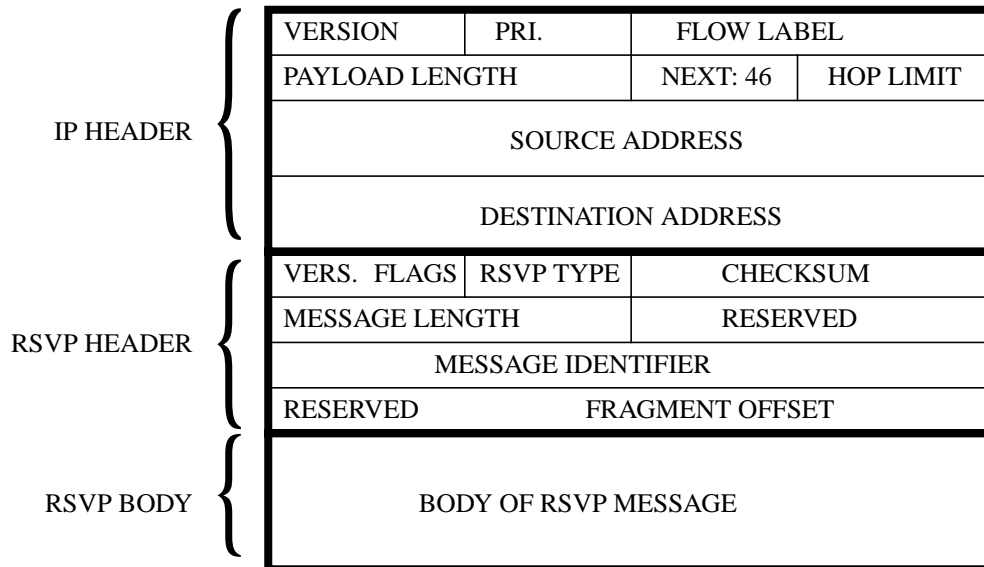 VERSION PRI. FLOW LABEL
PAYLOAD LENGTH NEXT: 46 HOP LIMIT
IP HEADER
SOURCE ADDRESS
DESTINATION ADDRESS
VERS. FLAGS RSVP TYPE CHECKSUM
MESSAGE LENGTH RESERVED
RSVP HEADER
MESSAGE IDENTIFIER
RESERVED FRAGMENT OFFSET
RSVP BODY
BODY OF RSVP MESSAGE